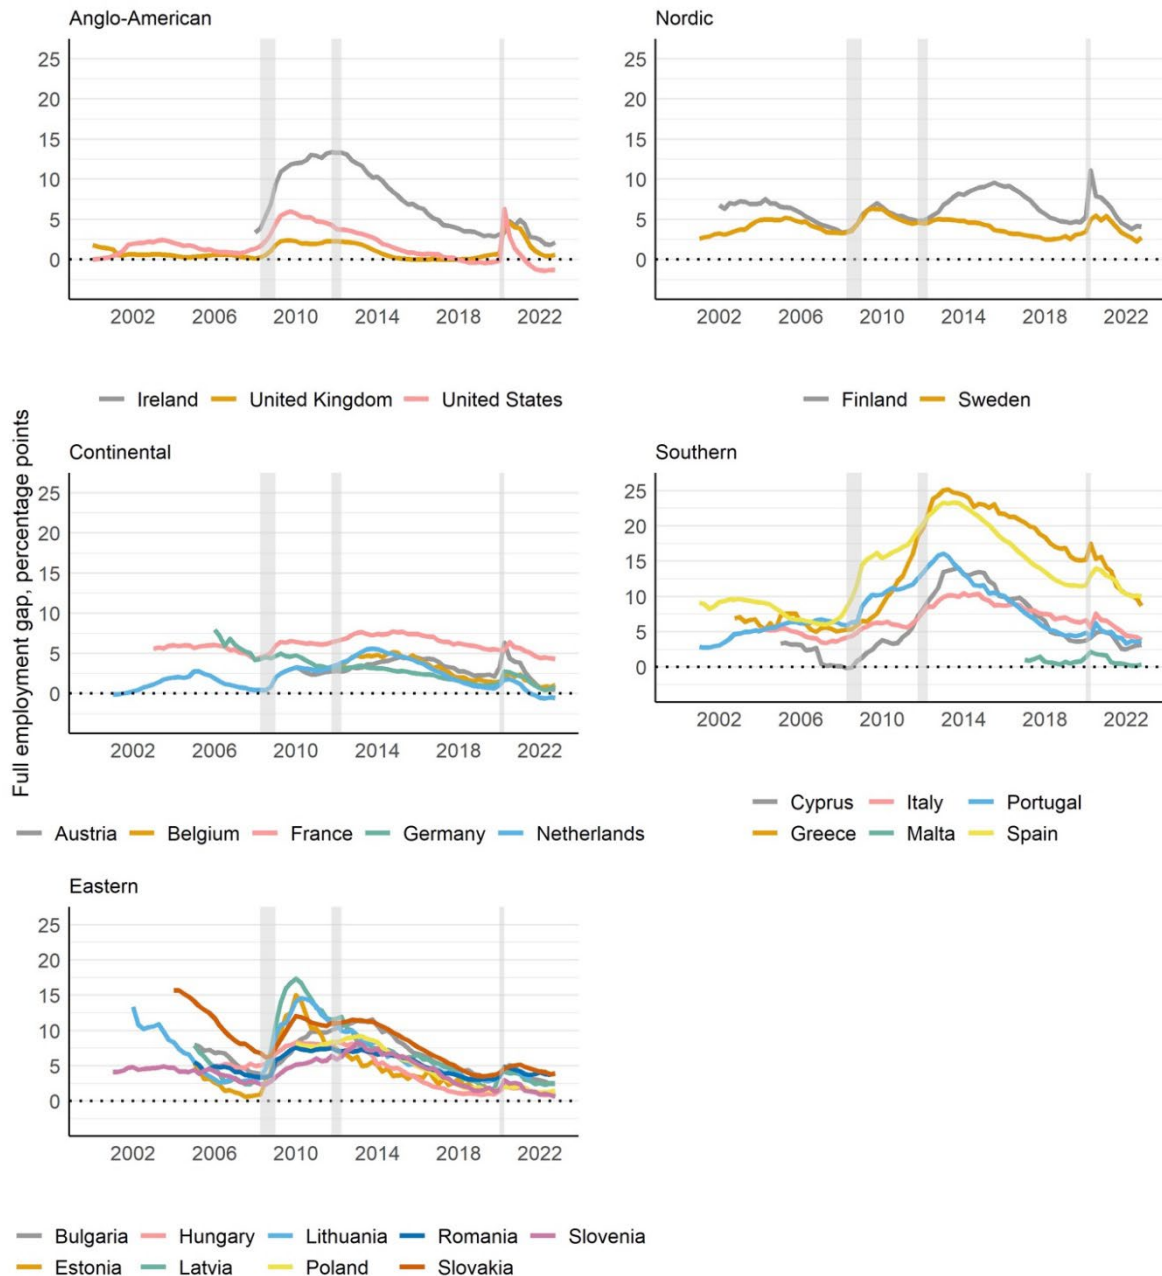 Full employment gap, percentage points
Anglo-American
25
20
15
10
5
0
2002 2006 2010 2014 2018 2022
Ireland United Kingdom United States
Nordic
25
20
15
10
5
0
2002 2006 2010 2014 2018 2022
Finland Sweden
Continental
25
20
15
10
5
0
2002 2006 2010 2014 2018 2022
Austria Belgium France Germany Netherlands
Southern
25
20
15
10
5
0
2002 2006 2010 2014 2018 2022
Cyprus Italy Portugal
Greece Malta Spain
Eastern
25
20
15
10
5
0
2002 2006 2010 2014 2018 2022
Bulgaria Hungary Lithuania Romania Slovenia
Estonia Latvia Poland Slovakia